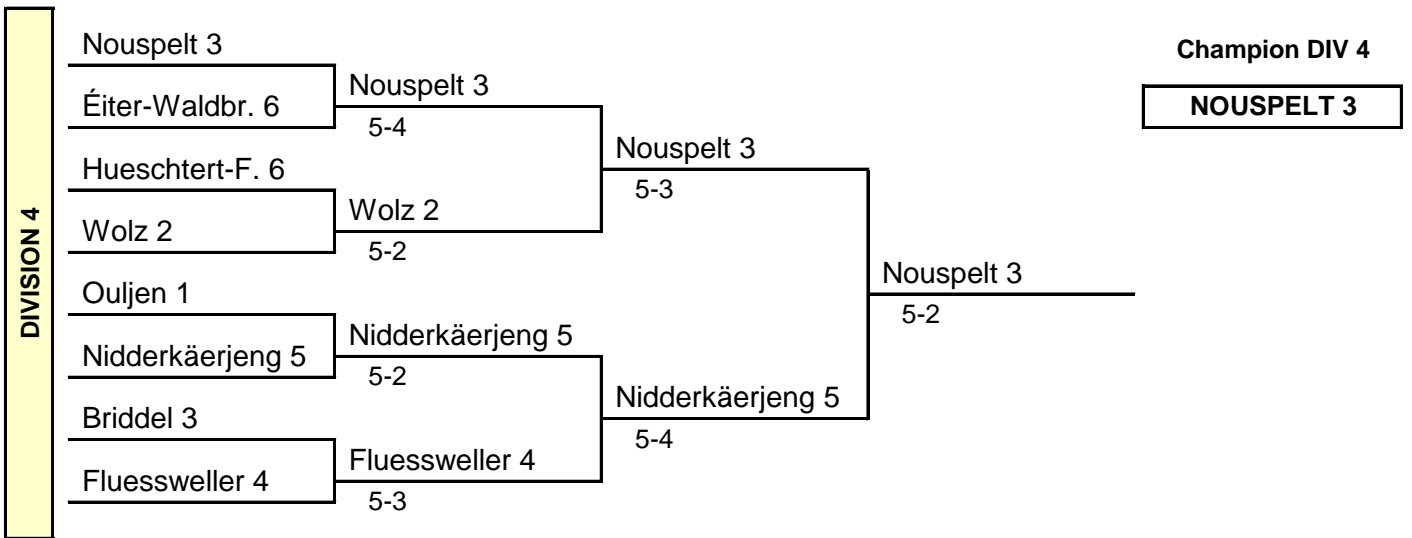 DIVISION 4
Nouspelt 3
Éiter-Waldbr. 6
Hueschtert-F. 6
Wolz 2
Ouljen 1
Nidderkäerjeng 5
Briddel 3
Fluessweller 4
Nouspelt 3
5-4
Wolz 2
5-2
Nidderkäerjeng 5
5-2
Fluessweller 4
5-3
Nouspelt 3
5-3
Nidderkäerjeng 5
5-4
Nouspelt 3
5-2
Champion DIV 4
NOUSPELT 3